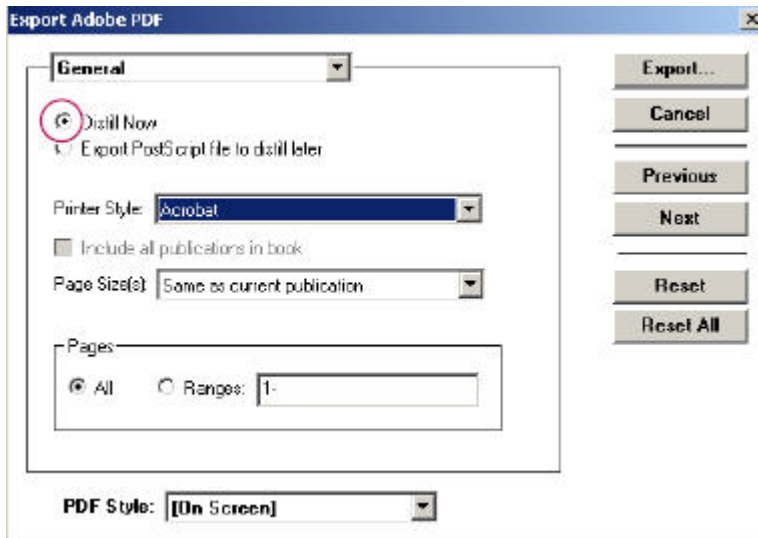 Export Adobe PDF
General
Export...
Distill Now
Cancel
Export PostScript file to distill later
Previous
Printer Style: Acrobat
Next
Include all publications in book
Page Size(s): Same as current publication
Reset
Reset All
Pages
All Ranges: 1-
PDF Style: [On Screen]